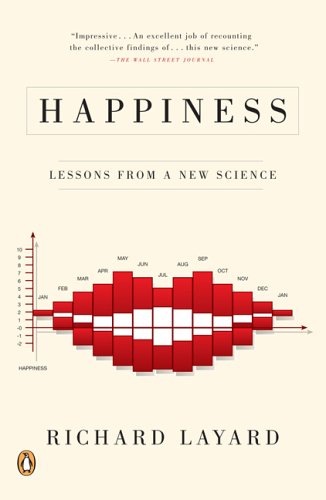 “Impressive . . . An excellent job of recounting
the collective findings of . . . this new science.”
—THE WALL STREET JOURNAL
HAPPINESS
LESSONS FROM A NEW SCIENCE
10
9
8
7
6
5
4
3
2
1
0
-1
-2
JAN
FEB
MAR
APR
MAY
JUN
JUL
AUG
SEP
OCT
NOV
DEC
JAN
HAPPINESS
RICHARD LAYARD